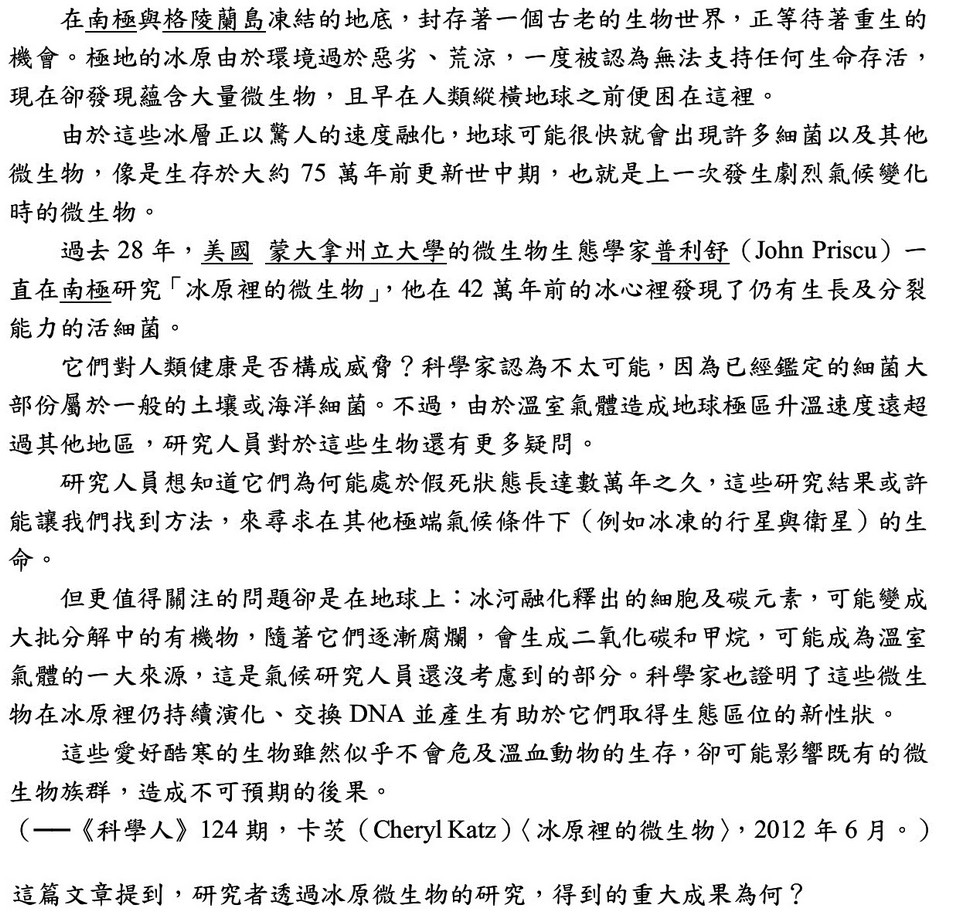 在南極與格陵蘭島凍結的地底，封存著一個古老的生物世界，正等待著重生的
機會。極地的冰原由於環境過於惡劣、荒涼，一度被認為無法支持任何生命存活，
現在卻發現蘊含大量微生物，且早在人類縱橫地球之前便困在這裡。
由於這些冰層正以驚人的速度融化，地球可能很快就會出現許多細菌以及其他
微生物，像是生存於大約 75 萬年前更新世中期，也就是上一次發生劇烈氣候變化
時的微生物。
過去 28 年，美國 蒙大拿州立大學的微生物生態學家普利舒（John Priscu）一
直在南極研究「冰原裡的微生物」，他在 42 萬年前的冰心裡發現了仍有生長及分裂
能力的活細菌。
它們對人類健康是否構成威脅？科學家認為不太可能，因為已經鑑定的細菌大
部份屬於一般的土壤或海洋細菌。不過，由於溫室氣體造成地球極區升溫速度遠超
過其他地區，研究人員對於這些生物還有更多疑問。
研究人員想知道它們為何能處於假死狀態長達數萬年之久，這些研究結果或許
能讓我們找到方法，來尋求在其他極端氣候條件下（例如冰凍的行星與衛星）的生
命。
但更值得關注的問題卻是在地球上：冰河融化釋出的細胞及碳元素，可能變成
大批分解中的有機物，隨著它們逐漸腐爛，會生成二氧化碳和甲烷，可能成為溫室
氣體的一大來源，這是氣候研究人員還沒考慮到的部分。科學家也證明了這些微生
物在冰原裡仍持續演化、交換 DNA 並產生有助於它們取得生態區位的新性狀。
這些愛好酷寒的生物雖然似乎不會危及溫血動物的生存，卻可能影響既有的微
生物族群，造成不可預期的後果。
（──《科學人》124 期，卡茨（Cheryl Katz）〈冰原裡的微生物〉，2012 年 6 月。）
這篇文章提到，研究者透過冰原微生物的研究，得到的重大成果為何？